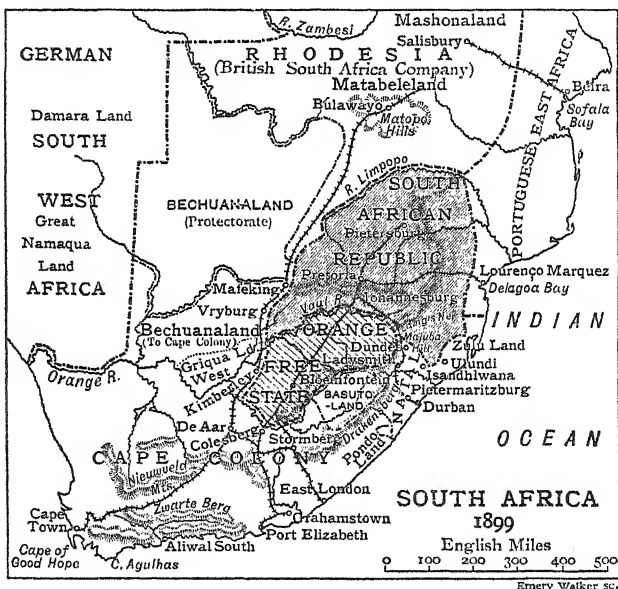 R. Zambesi
Mashonaland
Salisbury
GERMAN
RHODESIA
(British South Africa Company)
Matabeleland
Bulawayo
Matopo
Hills
Beira
Sofala
Bay
PORTUGUESE EAST AFRICA
Damara Land
SOUTH
WEST
Great
Namaqua
Land
AFRICA
BECHUANALAND
(Protectorate)
R. Limpopo
SOUTH
AFRICAN
Pietersburg
REPUBLIC
Pretoria
Johannesburg
Lourenço Marquez
Delagoa Bay
Mafeking
Vryburg
Bechuanaland
(To Cape Colony)
Vaal R.
Griqua Ld
West
Kimberley
ORANGE
FREE
STATE
Laing's Nek
Majuba
Hill
Dundee
Ladysmith
Bloemfontein
BASUTO-
LAND
Zulu Land
Ulundi
Isandhlwana
Pietermaritzburg
Durban
NATAL
Drakensburg
Pondo
Land
INDIAN
OCEAN
Orange R.
De Aar
Colesberg
Stormberg
CAPE COLONY
Nieuwveld
Mts.
Zwarte Berg
East London
Grahamstown
Port Elizabeth
Aliwal South
Cape
Town
Cape of
Good Hope
C. Agulhas
SOUTH AFRICA
1899
English Miles
0 100 200 300 400 500
Emery Walker sc.